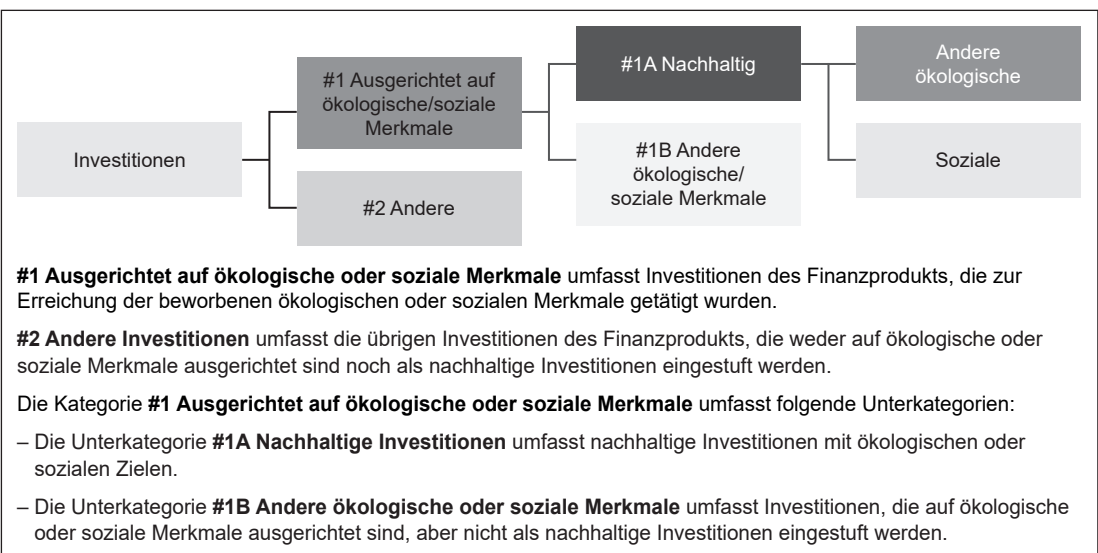 Investitionen
#1 Ausgerichtet auf
ökologische/soziale
Merkmale
#2 Andere
#1A Nachhaltig
#1B Andere
ökologische/
soziale Merkmale
Andere
ökologische
Soziale
#1 Ausgerichtet auf ökologische oder soziale Merkmale umfasst Investitionen des Finanzprodukts, die zur
Erreichung der beworbenen ökologischen oder sozialen Merkmale getätigt wurden.
#2 Andere Investitionen umfasst die übrigen Investitionen des Finanzprodukts, die weder auf ökologische oder
soziale Merkmale ausgerichtet sind noch als nachhaltige Investitionen eingestuft werden.
Die Kategorie #1 Ausgerichtet auf ökologische oder soziale Merkmale umfasst folgende Unterkategorien:
– Die Unterkategorie #1A Nachhaltige Investitionen umfasst nachhaltige Investitionen mit ökologischen oder
sozialen Zielen.
– Die Unterkategorie #1B Andere ökologische oder soziale Merkmale umfasst Investitionen, die auf ökologische
oder soziale Merkmale ausgerichtet sind, aber nicht als nachhaltige Investitionen eingestuft werden.